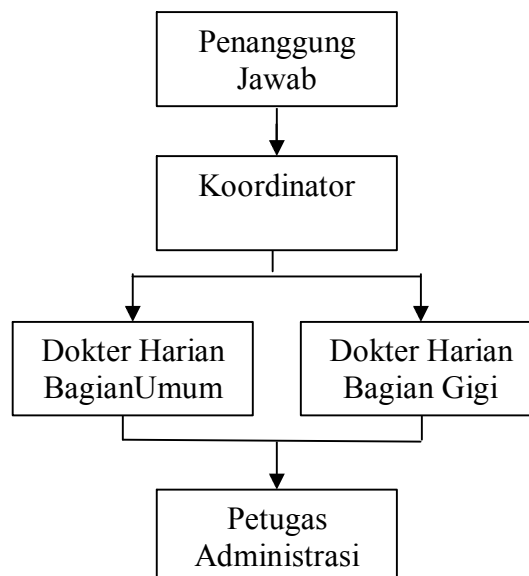 Penanggung
Jawab
Koordinator
Dokter Harian
BagianUmum
Dokter Harian
Bagian Gigi
Petugas
Administrasi